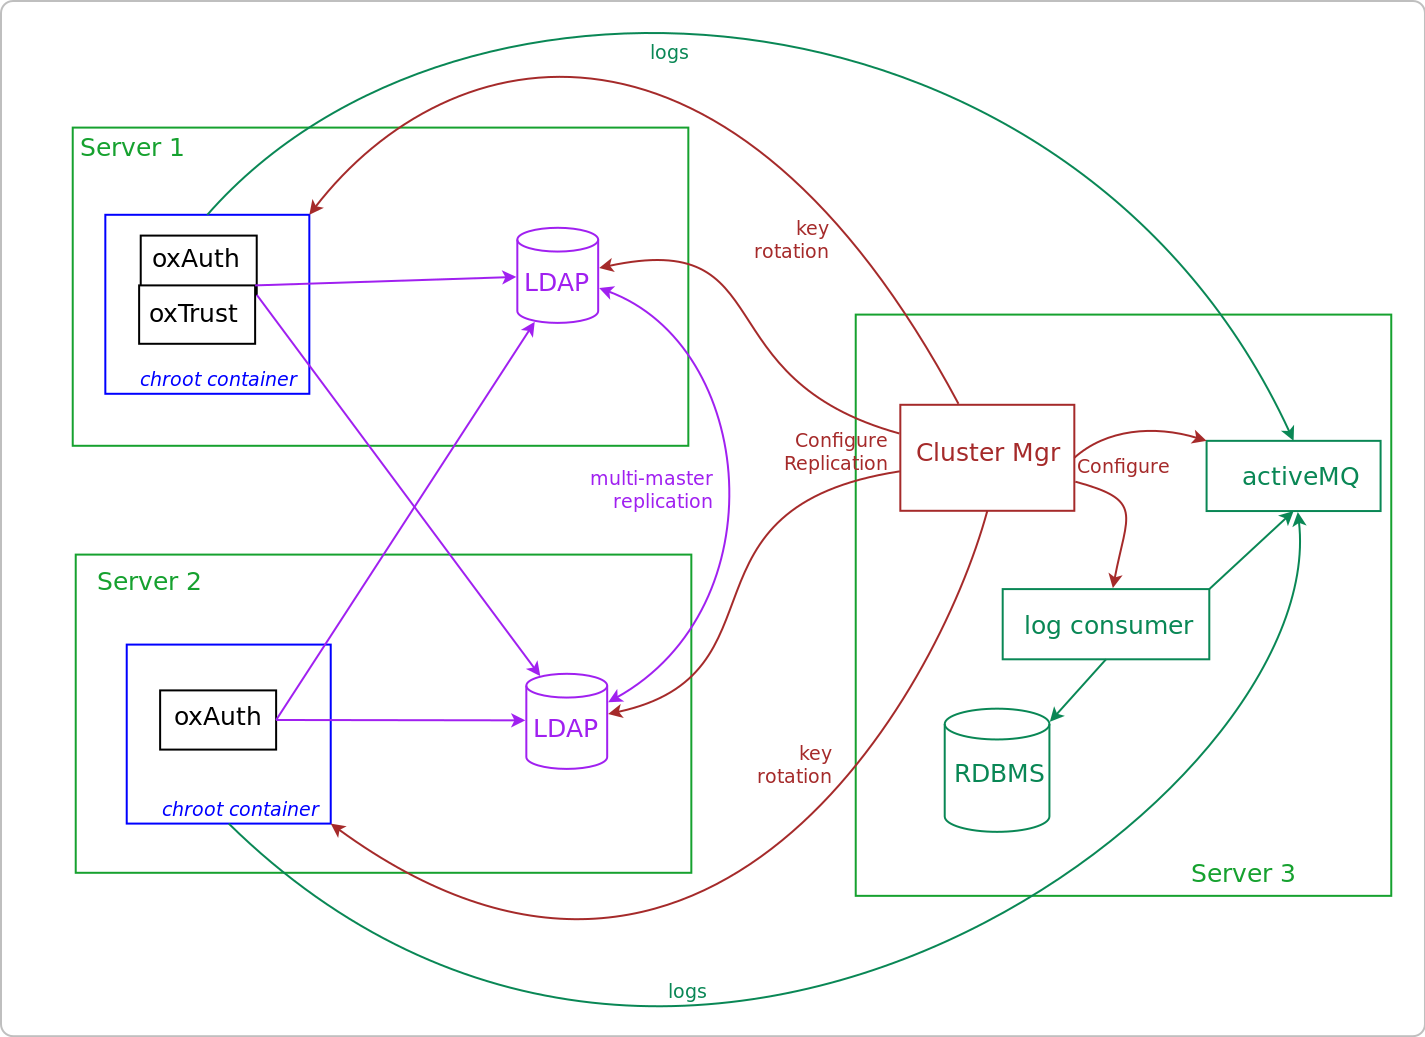 logs
Server 1
key
rotation
oxAuth
LDAP
oxTrust
chroot container
Configure
Replication
Cluster Mgr
Configure
activeMQ
multi-master
replication
Server 2
log consumer
oxAuth
LDAP
key
rotation
RDBMS
chroot container
Server 3
logs